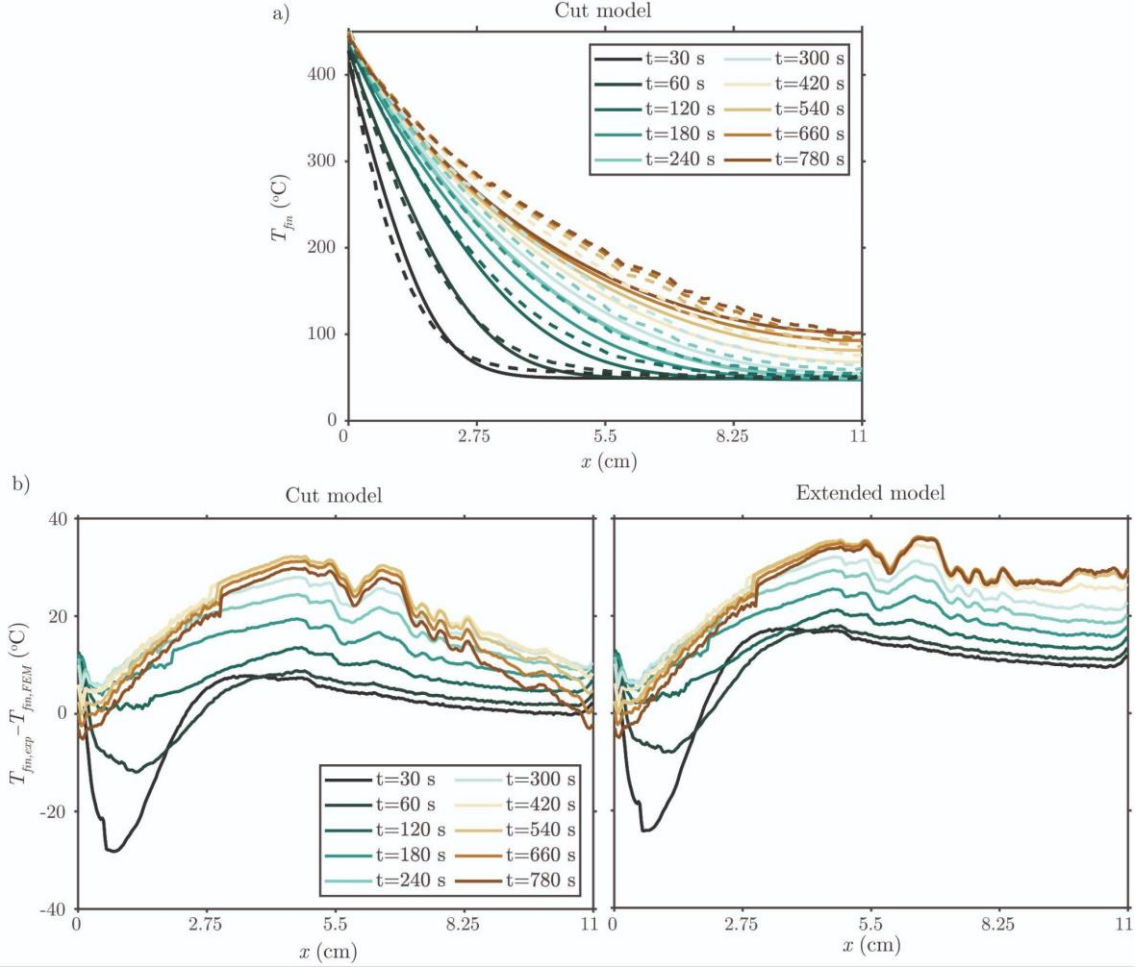 a)
Cut model
t=30 s
t=60 s
t=120 s
t=180 s
t=240 s
t=300 s
t=420 s
t=540 s
t=660 s
t=780 s
400
300
200
100
0
T_fin (°C)
0 2.75 5.5 8.25 11
x (cm)
b)
Cut model
40
20
0
-20
-40
T_fin,exp-T_fin,FEM (°C)
t=30 s
t=60 s
t=120 s
t=180 s
t=240 s
t=300 s
t=420 s
t=540 s
t=660 s
t=780 s
0 2.75 5.5 8.25 11
x (cm)
Extended model
0 2.75 5.5 8.25 11
x (cm)